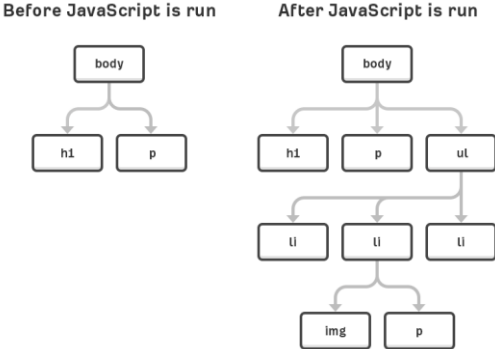 Before JavaScript is run
After JavaScript is run
body
body
h1
p
h1
p
ul
li
li
li
img
p